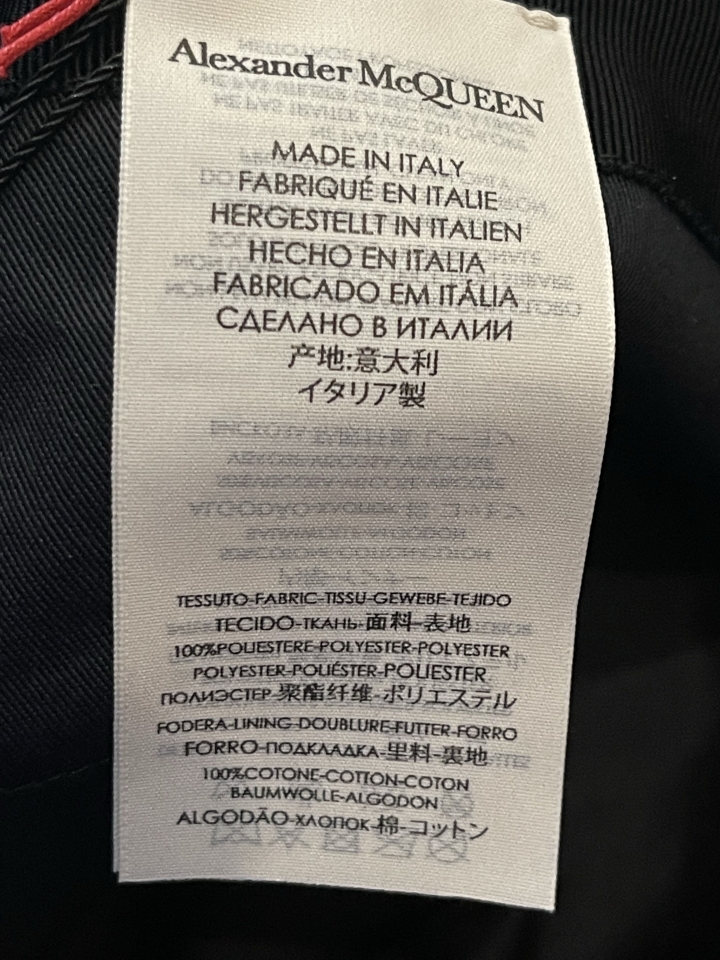 Alexander McQUEEN
MADE IN ITALY
FABRIQUÉ EN ITALIE
HERGESTELLT IN ITALIEN
HECHO EN ITALIA
FABRICADO EM ITÁLIA
СДЕЛАНО В ИТАЛИИ
产地:意大利
イタリア製
TESSUTO-FABRIC-TISSU-GEWEBE-TEJIDO
TECIDO-ТКАНЬ-面料-表地
100%POLIESTERE-POLYESTER-POLYESTER
POLYESTER-POLIÉSTER-POLIESTER
ПОЛИЭСТЕР-聚酯纤维-ポリエステル
FODERA-LINING-DOUBLURE-FUTTER-FORRO
FORRO-ПОДКЛАДКА-里料-裏地
100%COTONE-COTTON-COTON
BAUMWOLLE-ALGODON
ALGODÃO-ХЛОПОК-棉-コットン